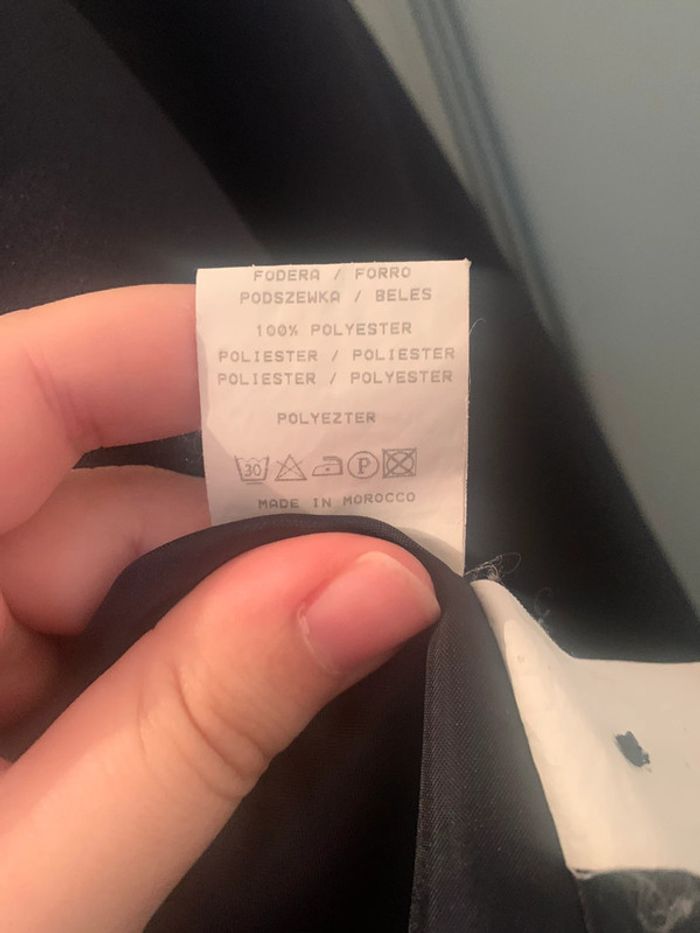 FODERA / FORRO
PODSZEWKA / BELES
100% POLYESTER
POLIESTER / POLIESTER
POLIESTER / POLYESTER
POLYEZTER
30 P
MADE IN MOROCCO